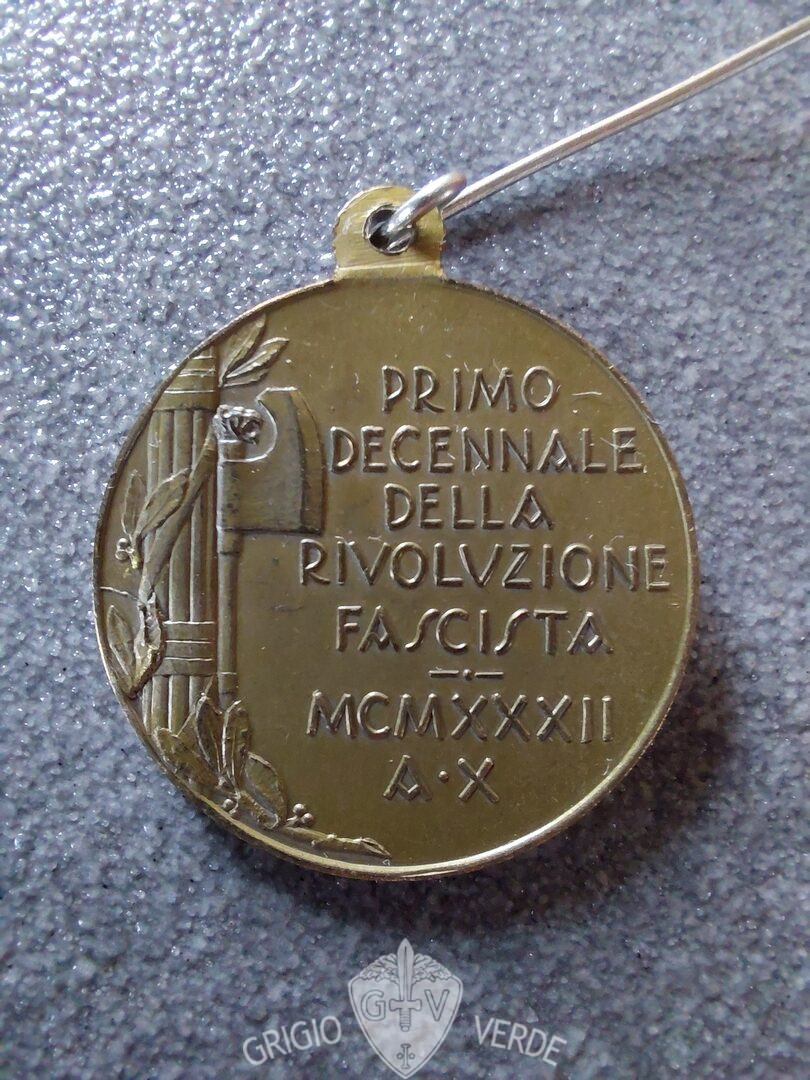 PRIMO
DECENNALE
DELLA
RIVOLVZIONE
FASCISTA
MCMXXXII
A·X
G V
I
GRIGIO VERDE